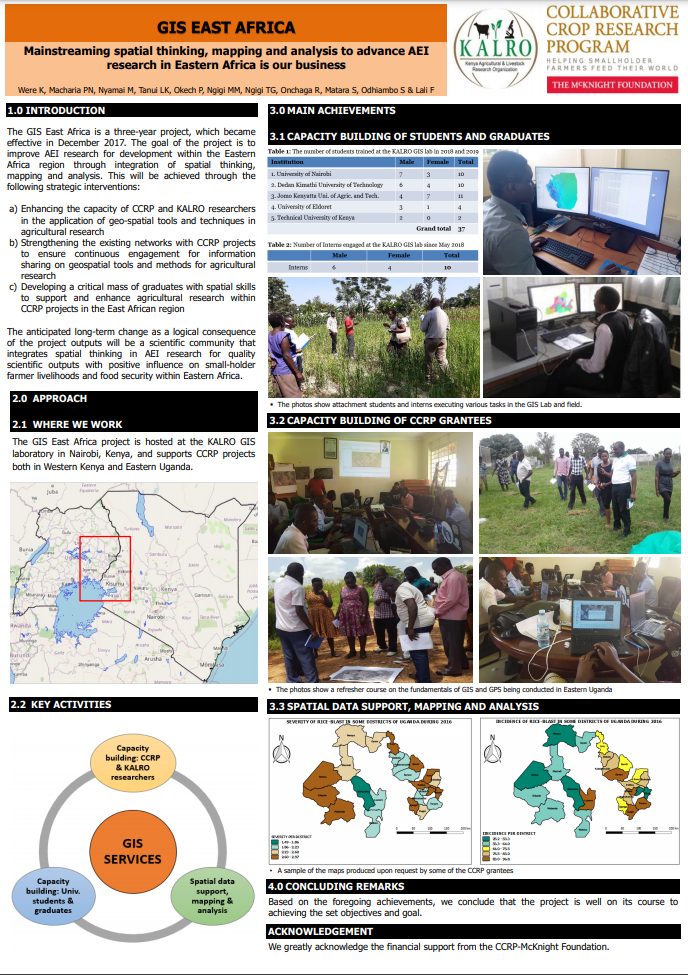 GIS EAST AFRICA
Mainstreaming spatial thinking, mapping and analysis to advance AEI
research in Eastern Africa is our business
Were K, Macharia PN, Nyamai M, Tanui LK, Okech P, Ngigi MM, Ngigi TG, Onchaga R, Matara S, Odhiambo S & Lali F
KALRO
Kenya Agricultural & Livestock
Research Organization
COLLABORATIVE
CROP RESEARCH
PROGRAM
HELPING SMALLHOLDER
FARMERS FEED THEIR WORLD
THE McKNIGHT FOUNDATION
1.0 INTRODUCTION
The GIS East Africa is a three-year project, which became
effective in December 2017. The goal of the project is to
improve AEI research for development within the Eastern
Africa region through integration of spatial thinking,
mapping and analysis. This will be achieved through the
following strategic interventions:
a) Enhancing the capacity of CCRP and KALRO researchers
in the application of geo-spatial tools and techniques in
agricultural research
b) Strengthening the existing networks with CCRP projects
to ensure continuous engagement for information
sharing on geospatial tools and methods for agricultural
research
c) Developing a critical mass of graduates with spatial skills
to support and enhance agricultural research within
CCRP projects in the East African region
The anticipated long-term change as a logical consequence
of the project outputs will be a scientific community that
integrates spatial thinking in AEI research for quality
scientific outputs with positive influence on small-holder
farmer livelihoods and food security within Eastern Africa.
2.0 APPROACH
2.1 WHERE WE WORK
The GIS East Africa project is hosted at the KALRO GIS
laboratory in Nairobi, Kenya, and supports CCRP projects
both in Western Kenya and Eastern Uganda.
Juba
Bunia
Kisumu
Kenya
Nairobi
Arusha
Mombasa
2.2 KEY ACTIVITIES
Capacity
building: CCRP
& KALRO
researchers
GIS
SERVICES
Capacity
building: Univ.
students &
graduates
Spatial data
support,
mapping &
analysis
3.0 MAIN ACHIEVEMENTS
3.1 CAPACITY BUILDING OF STUDENTS AND GRADUATES
Table 1: The number of students trained at the KALRO GIS lab in 2018 and 2019
Institution Male Female Total
1. University of Nairobi 7 3 10
2. Dedan Kimathi University of Technology 6 4 10
3. Jomo Kenyatta Uni. of Agric. and Tech. 4 7 11
4. University of Eldoret 3 1 4
5. Technical University of Kenya 2 0 2
Grand total 37
Table 2: Number of Interns engaged at the KALRO GIS lab since May 2018
Male Female Total
Interns 6 4 10
• The photos show attachment students and interns executing various tasks in the GIS Lab and field.
3.2 CAPACITY BUILDING OF CCRP GRANTEES
• The photos show a refresher course on the fundamentals of GIS and GPS being conducted in Eastern Uganda
3.3 SPATIAL DATA SUPPORT, MAPPING AND ANALYSIS
SEVERITY OF RICE-BLAST IN SOME DISTRICTS OF UGANDA DURING 2016
N
SEVERITY PER DISTRICT
INCIDENCE OF RICE-BLAST IN SOME DISTRICTS OF UGANDA DURING 2016
N
INCIDENCE PER DISTRICT
• A sample of the maps produced upon request by some of the CCRP grantees
4.0 CONCLUDING REMARKS
Based on the foregoing achievements, we conclude that the project is well on its course to
achieving the set objectives and goal.
ACKNOWLEDGEMENT
We greatly acknowledge the financial support from the CCRP-McKnight Foundation.